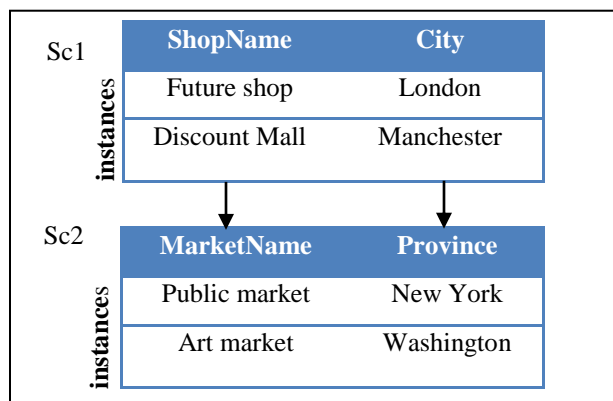 Sc1
ShopName City
Future shop London
Discount Mall Manchester
instances
Sc2
MarketName Province
Public market New York
Art market Washington
instances